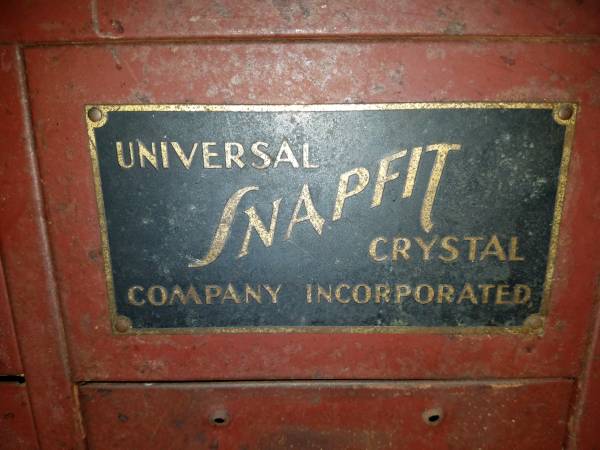 UNIVERSAL
SNAPFIT
CRYSTAL
COMPANY INCORPORATED